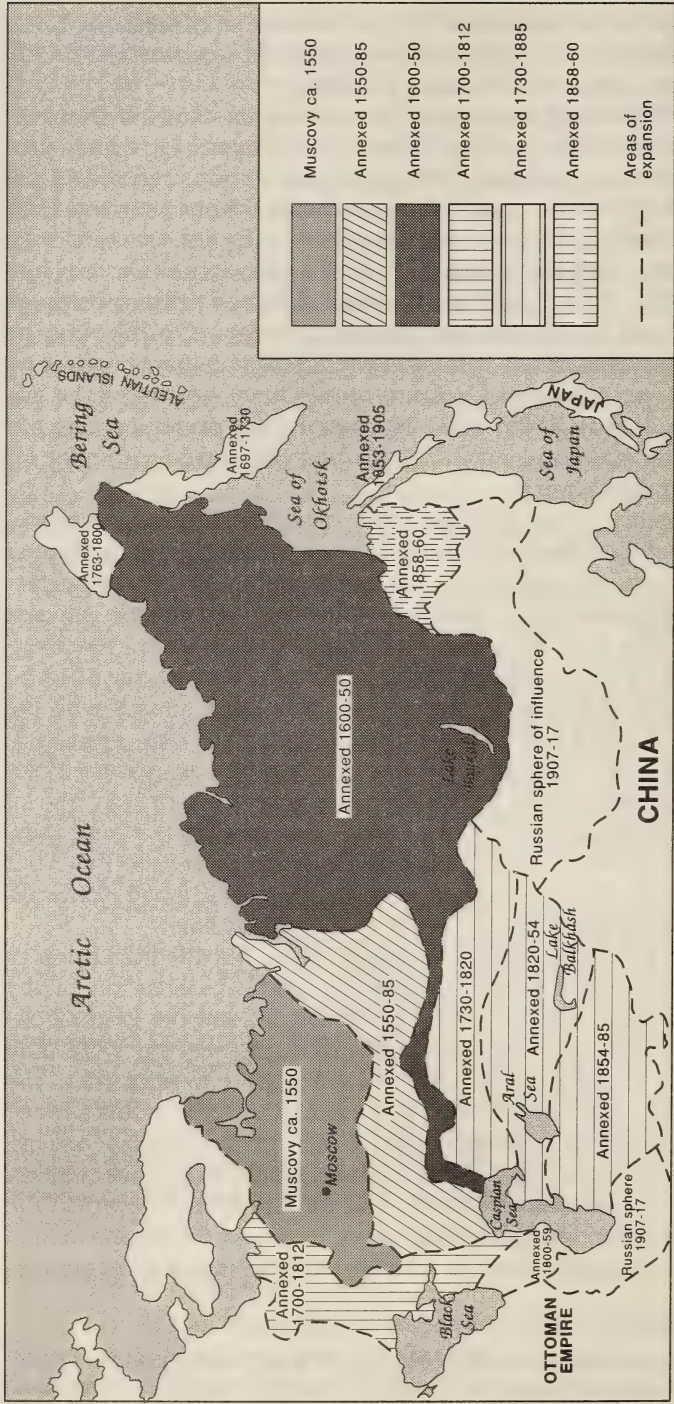 Arctic Ocean
Bering
Sea
ALEUTIAN ISLANDS
Annexed
1763-1800
Annexed
1697-1730
Sea of
Okhotsk
Annexed
1853-1905
Annexed
1858-60
JAPAN
Sea of
Japan
Annexed 1600-50
Lake
Baikal
Muscovy ca. 1550
Moscow
Annexed 1550-85
Annexed
1700-1812
Annexed 1730-1820
Annexed 1820-54
Lake
Balkhash
Aral
Sea
Annexed 1854-85
Caspian
Sea
Black
Sea
Annexed
1800-59
OTTOMAN
EMPIRE
Russian sphere
1907-17
Russian sphere of influence
1907-17
CHINA
Muscovy ca. 1550
Annexed 1550-85
Annexed 1600-50
Annexed 1700-1812
Annexed 1730-1885
Annexed 1858-60
Areas of
expansion